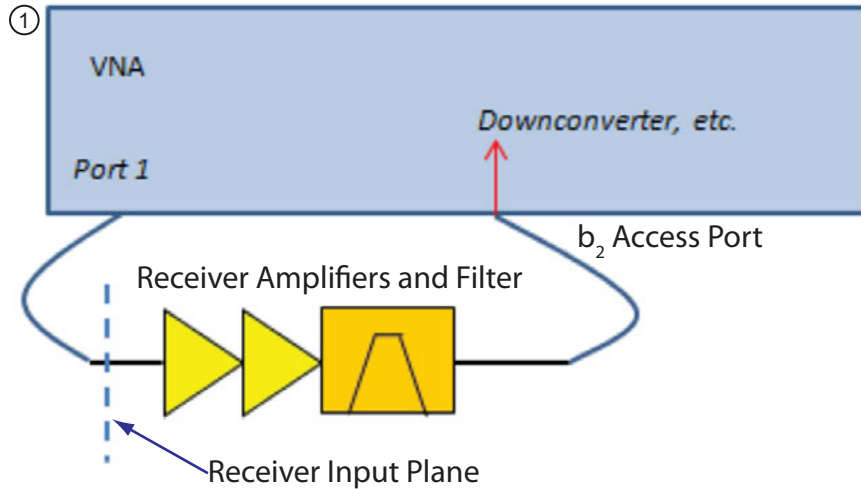 ①
VNA
Downconverter, etc.
Port 1
b₂ Access Port
Receiver Amplifiers and Filter
Receiver Input Plane